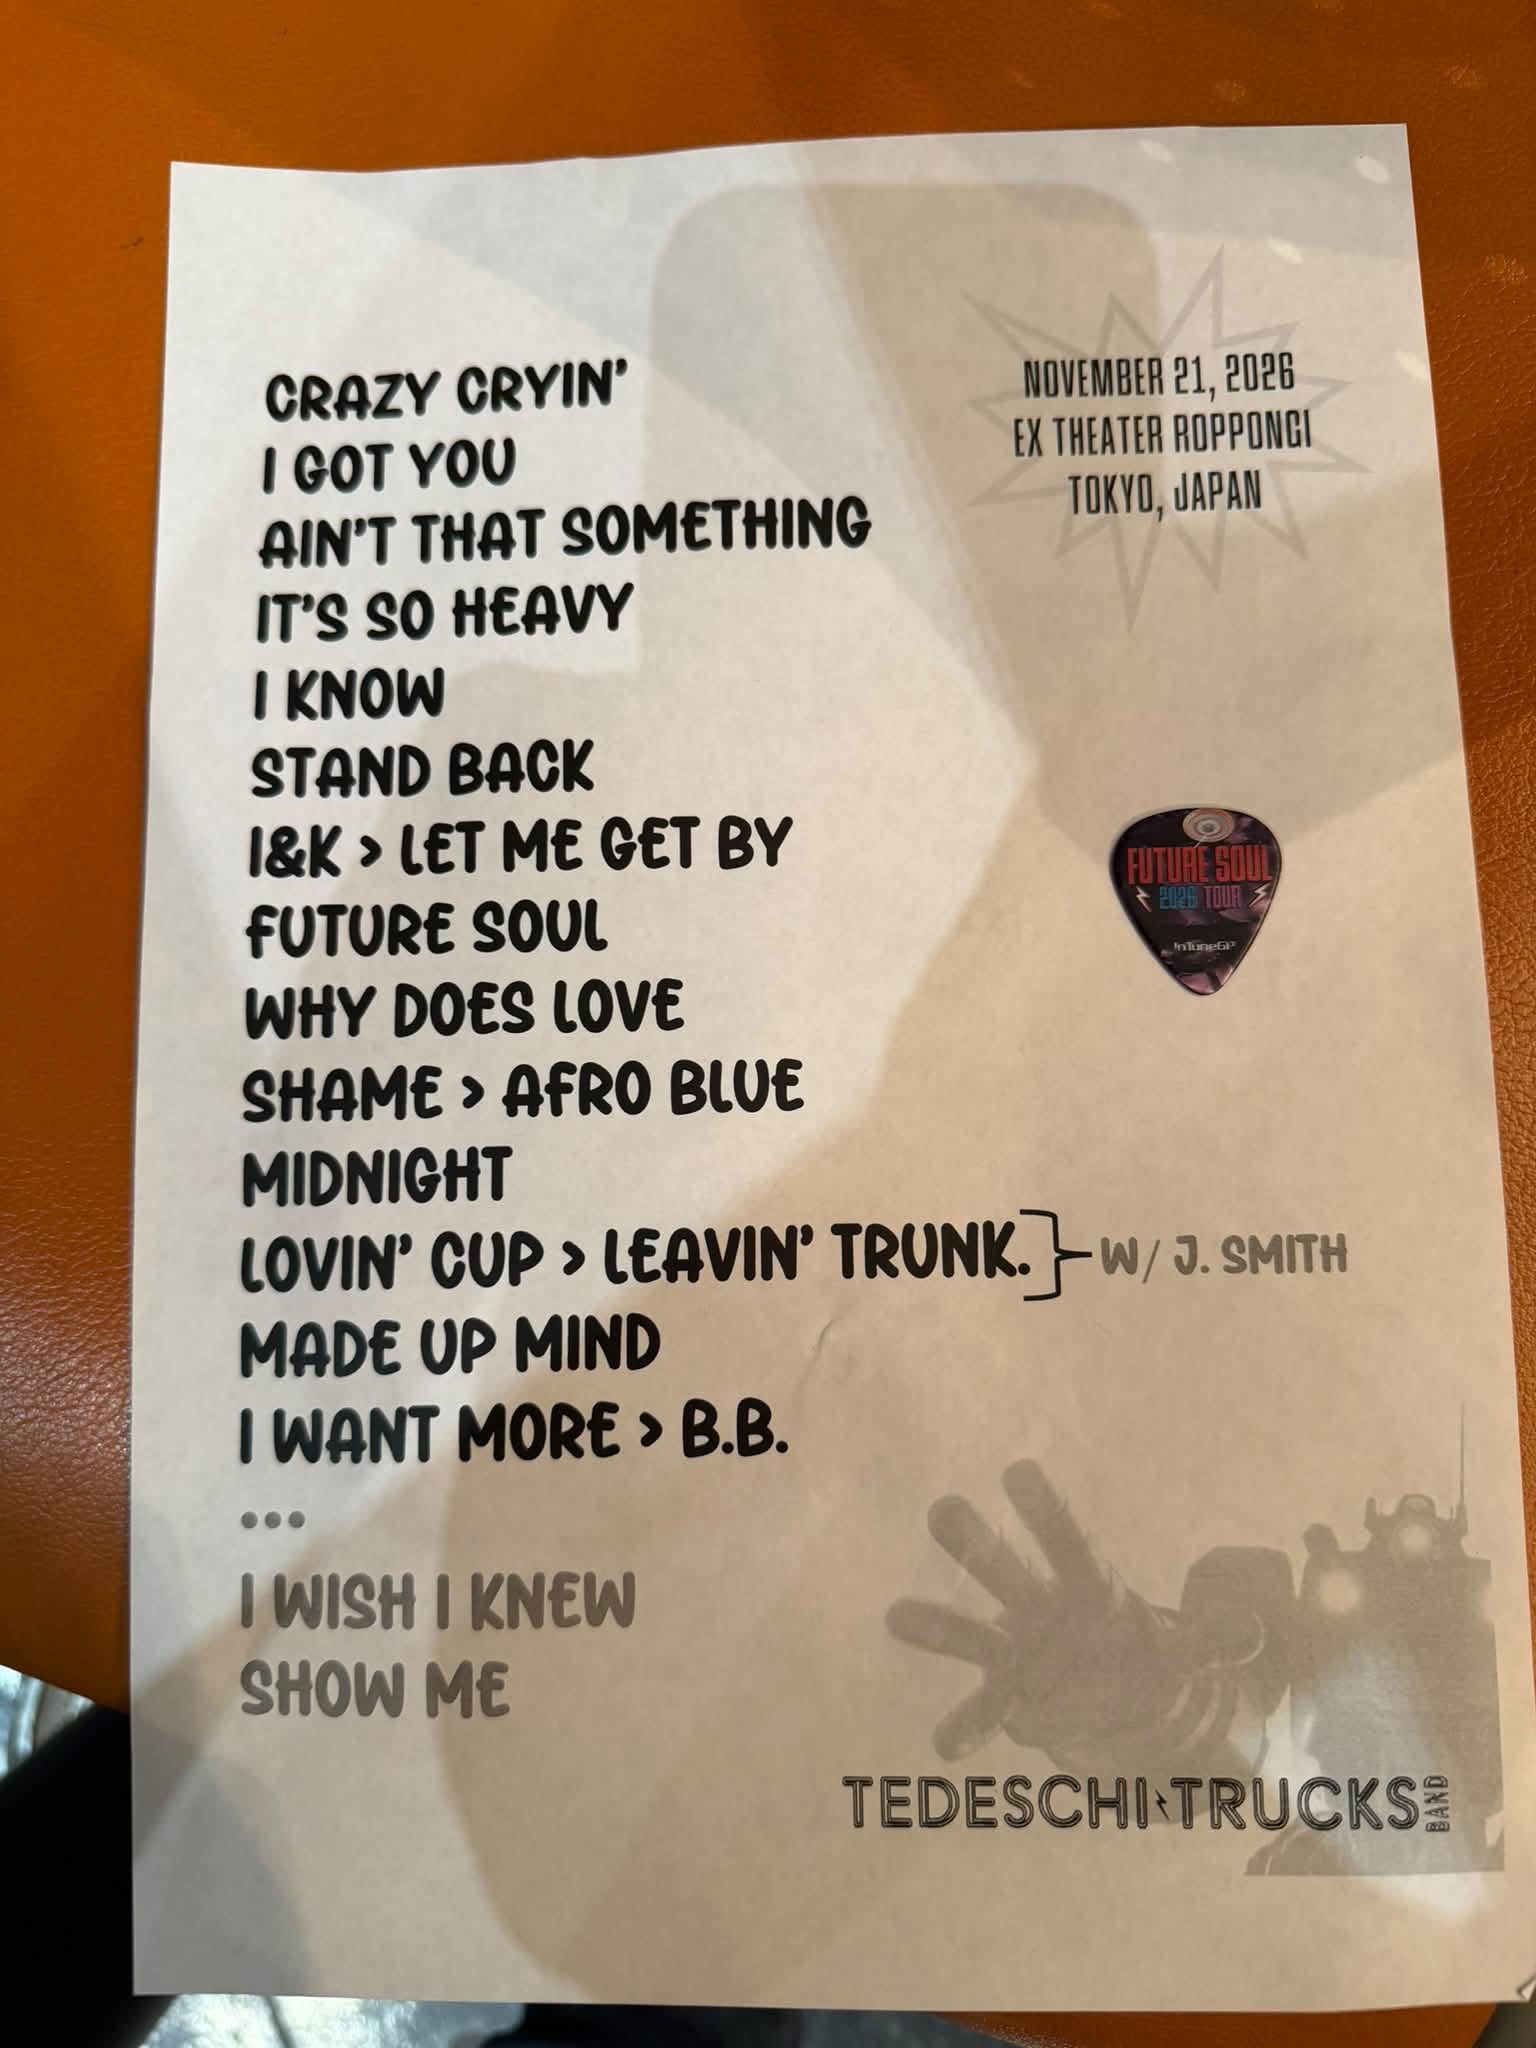 NOVEMBER 21, 2026
EX THEATER ROPPONGI
TOKYO, JAPAN
CRAZY CRYIN'
I GOT YOU
AIN'T THAT SOMETHING
IT'S SO HEAVY
I KNOW
STAND BACK
I&K > LET ME GET BY
FUTURE SOUL
WHY DOES LOVE
SHAME > AFRO BLUE
MIDNIGHT
LOVIN' CUP > LEAVIN' TRUNK. W/ J. SMITH
MADE UP MIND
I WANT MORE > B.B.
...
I WISH I KNEW
SHOW ME
FUTURE SOUL
2026 TOUR
InTuneGP
TEDESCHI TRUCKS BAND